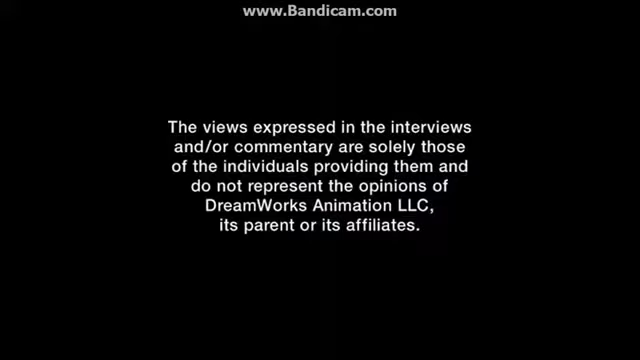 www.Bandicam.com
The views expressed in the interviews
and/or commentary are solely those
of the individuals providing them and
do not represent the opinions of
DreamWorks Animation LLC,
its parent or its affiliates.